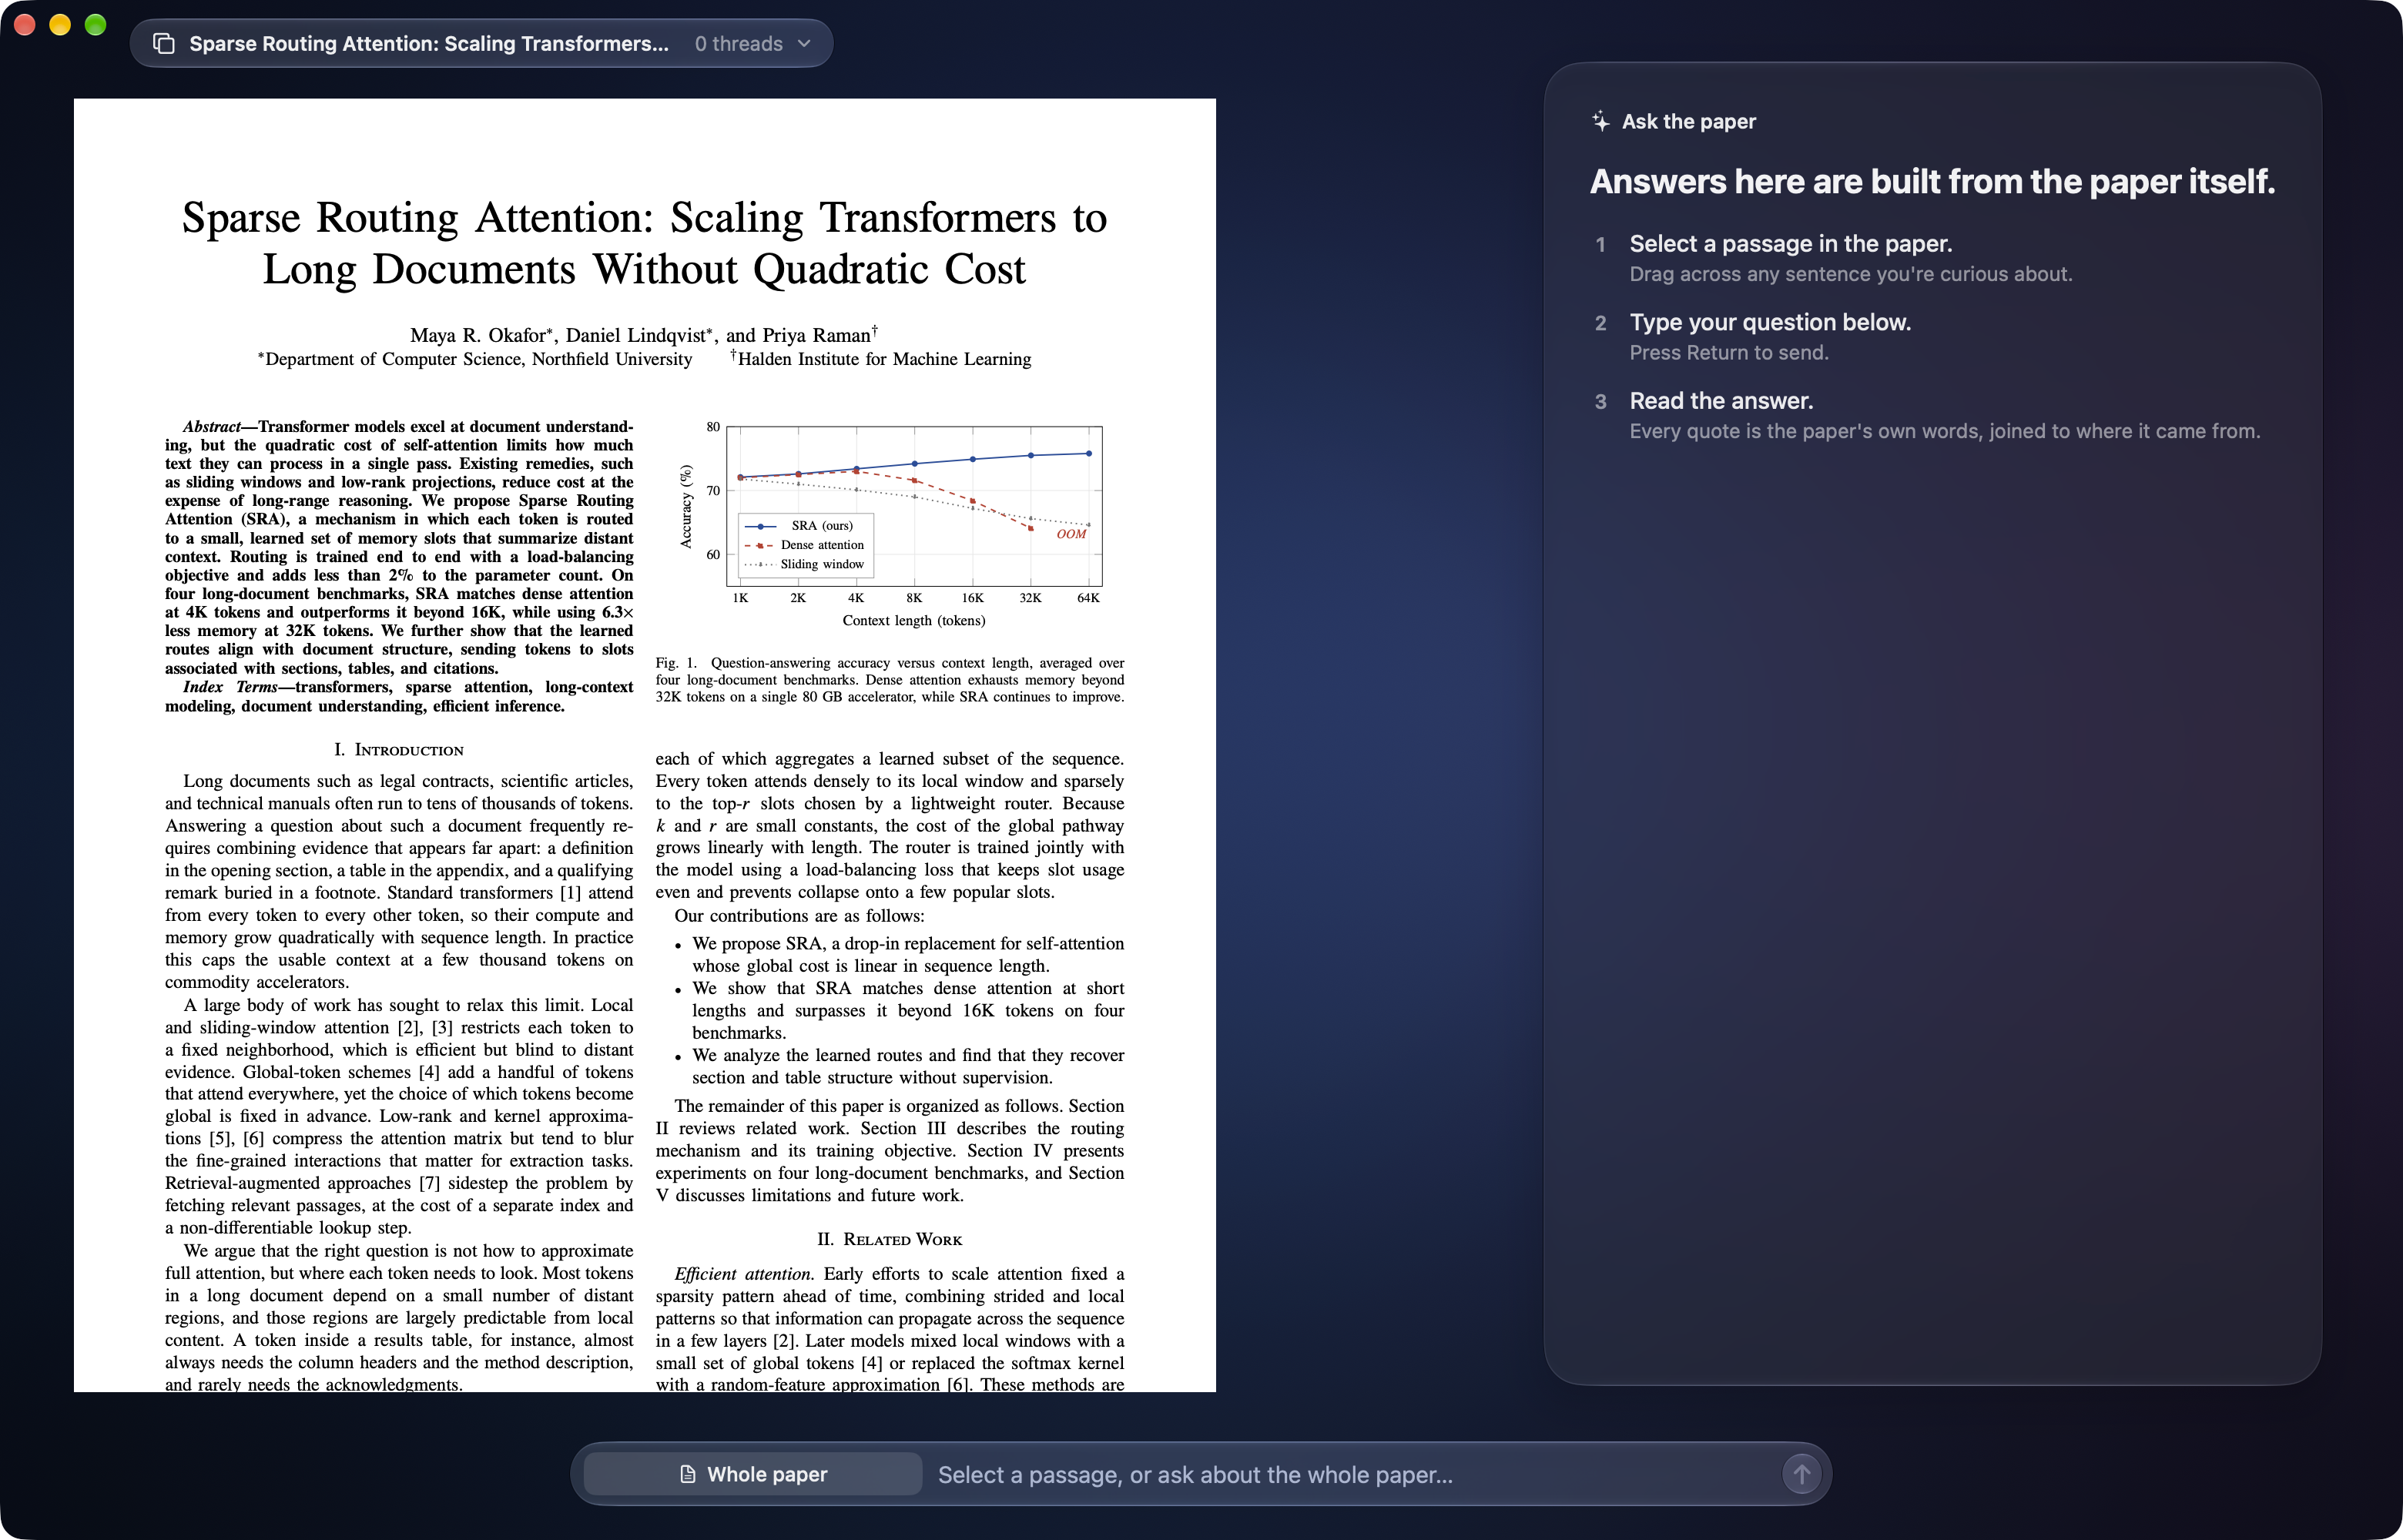 Sparse Routing Attention: Scaling Transformers... 0 threads
Sparse Routing Attention: Scaling Transformers to
Long Documents Without Quadratic Cost
Maya R. Okafor*, Daniel Lindqvist*, and Priya Raman†
*Department of Computer Science, Northfield University †Halden Institute for Machine Learning
Abstract—Transformer models excel at document understand-
ing, but the quadratic cost of self-attention limits how much
text they can process in a single pass. Existing remedies, such
as sliding windows and low-rank projections, reduce cost at the
expense of long-range reasoning. We propose Sparse Routing
Attention (SRA), a mechanism in which each token is routed
to a small, learned set of memory slots that summarize distant
context. Routing is trained end to end with a load-balancing
objective and adds less than 2% to the parameter count. On
four long-document benchmarks, SRA matches dense attention
at 4K tokens and outperforms it beyond 16K, while using 6.3×
less memory at 32K tokens. We further show that the learned
routes align with document structure, sending tokens to slots
associated with sections, tables, and citations.
Index Terms—transformers, sparse attention, long-context
modeling, document understanding, efficient inference.
I. Introduction
Long documents such as legal contracts, scientific articles,
and technical manuals often run to tens of thousands of tokens.
Answering a question about such a document frequently re-
quires combining evidence that appears far apart: a definition
in the opening section, a table in the appendix, and a qualifying
remark buried in a footnote. Standard transformers [1] attend
from every token to every other token, so their compute and
memory grow quadratically with sequence length. In practice
this caps the usable context at a few thousand tokens on
commodity accelerators.
A large body of work has sought to relax this limit. Local
and sliding-window attention [2], [3] restricts each token to
a fixed neighborhood, which is efficient but blind to distant
evidence. Global-token schemes [4] add a handful of tokens
that attend everywhere, yet the choice of which tokens become
global is fixed in advance. Low-rank and kernel approxima-
tions [5], [6] compress the attention matrix but tend to blur
the fine-grained interactions that matter for extraction tasks.
Retrieval-augmented approaches [7] sidestep the problem by
fetching relevant passages, at the cost of a separate index and
a non-differentiable lookup step.
We argue that the right question is not how to approximate
full attention, but where each token needs to look. Most tokens
in a long document depend on a small number of distant
regions, and those regions are largely predictable from local
content. A token inside a results table, for instance, almost
always needs the column headers and the method description,
and rarely needs the acknowledgments.
80
70
60
Accuracy (%)
SRA (ours)
Dense attention
Sliding window
OOM
1K 2K 4K 8K 16K 32K 64K
Context length (tokens)
Fig. 1. Question-answering accuracy versus context length, averaged over
four long-document benchmarks. Dense attention exhausts memory beyond
32K tokens on a single 80 GB accelerator, while SRA continues to improve.
each of which aggregates a learned subset of the sequence.
Every token attends densely to its local window and sparsely
to the top-r slots chosen by a lightweight router. Because
k and r are small constants, the cost of the global pathway
grows linearly with length. The router is trained jointly with
the model using a load-balancing loss that keeps slot usage
even and prevents collapse onto a few popular slots.
Our contributions are as follows:
• We propose SRA, a drop-in replacement for self-attention
whose global cost is linear in sequence length.
• We show that SRA matches dense attention at short
lengths and surpasses it beyond 16K tokens on four
benchmarks.
• We analyze the learned routes and find that they recover
section and table structure without supervision.
The remainder of this paper is organized as follows. Section
II reviews related work. Section III describes the routing
mechanism and its training objective. Section IV presents
experiments on four long-document benchmarks, and Section
V discusses limitations and future work.
II. Related Work
Efficient attention. Early efforts to scale attention fixed a
sparsity pattern ahead of time, combining strided and local
patterns so that information can propagate across the sequence
in a few layers [2]. Later models mixed local windows with a
small set of global tokens [4] or replaced the softmax kernel
with a random-feature approximation [6]. These methods are
Ask the paper
Answers here are built from the paper itself.
1 Select a passage in the paper.
Drag across any sentence you're curious about.
2 Type your question below.
Press Return to send.
3 Read the answer.
Every quote is the paper's own words, joined to where it came from.
Whole paper Select a passage, or ask about the whole paper...